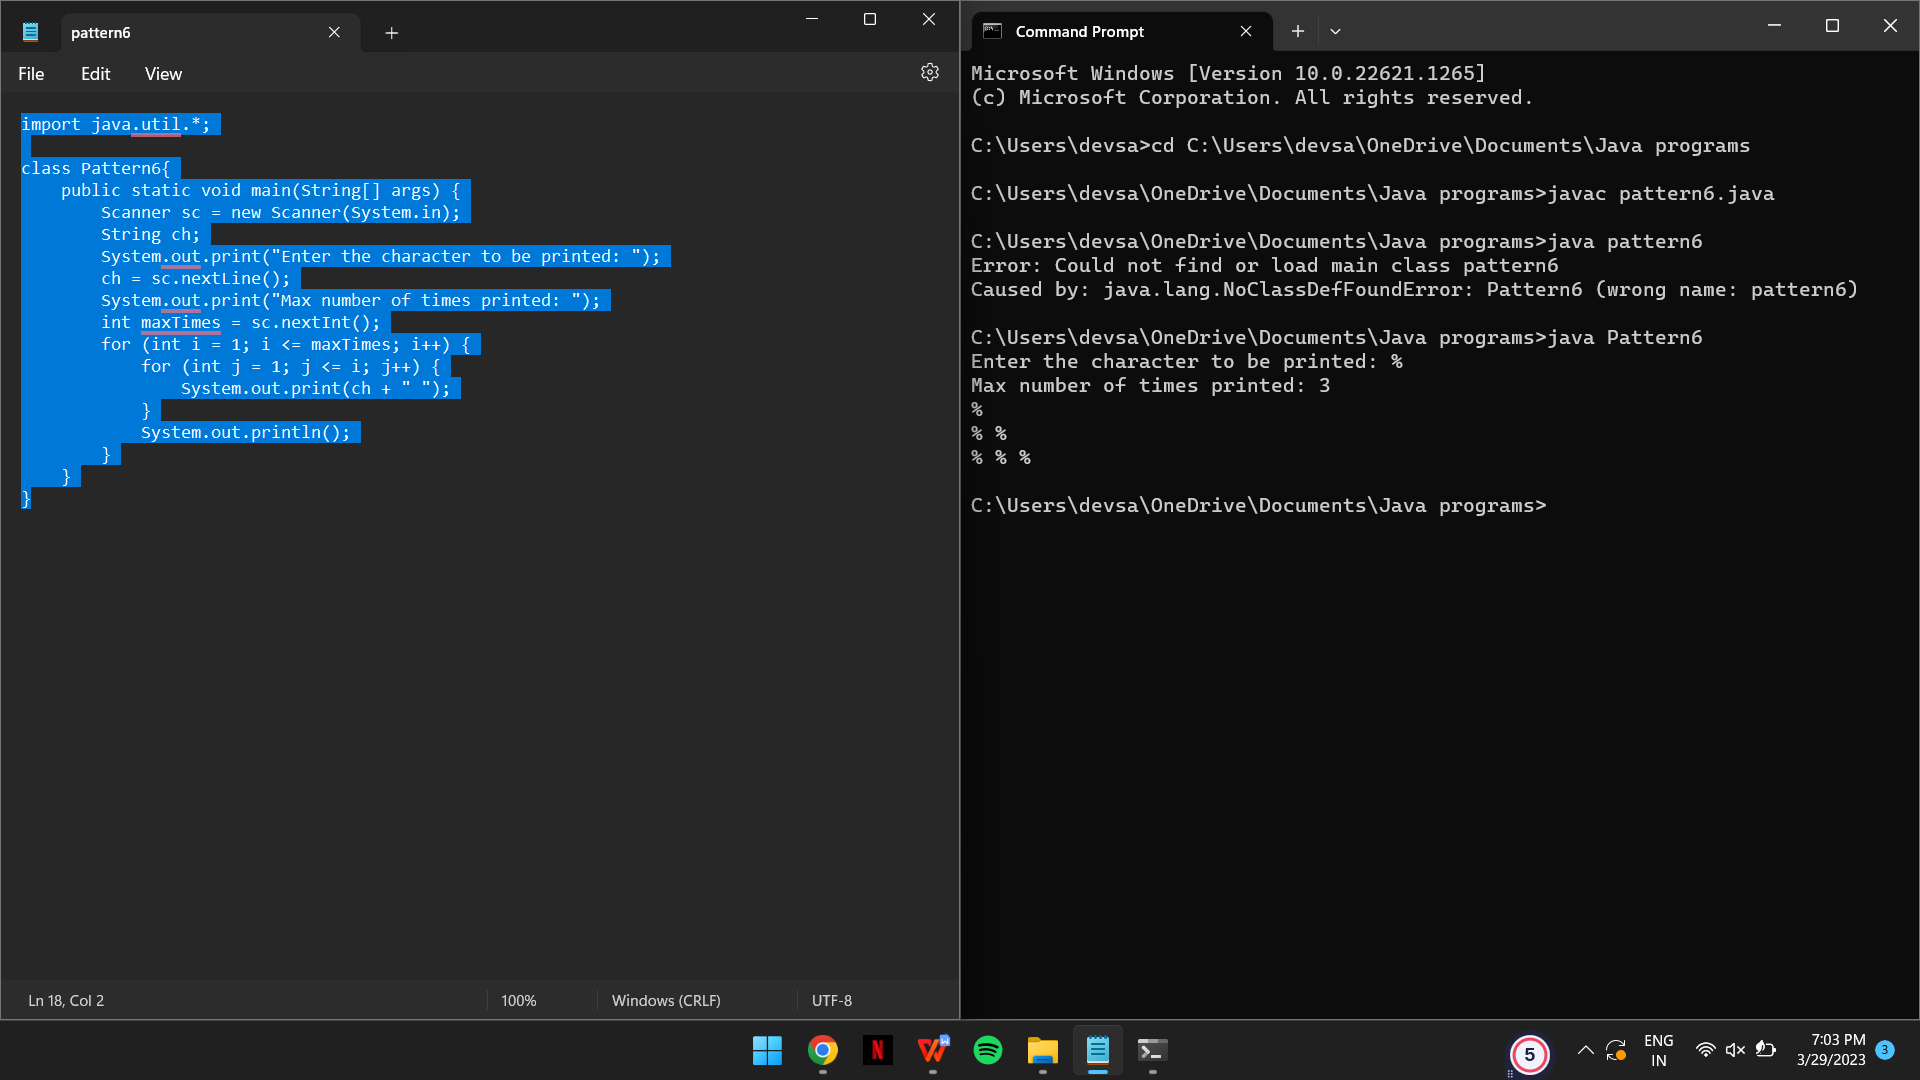 pattern6
File Edit View
import java.util.*;
class Pattern6{
public static void main(String[] args) {
Scanner sc = new Scanner(System.in);
String ch;
System.out.print("Enter the character to be printed: ");
ch = sc.nextLine();
System.out.print("Max number of times printed: ");
int maxTimes = sc.nextInt();
for (int i = 1; i <= maxTimes; i++) {
for (int j = 1; j <= i; j++) {
System.out.print(ch + " ");
}
System.out.println();
}
}
}
Ln 18, Col 2 100% Windows (CRLF) UTF-8
Command Prompt
Microsoft Windows [Version 10.0.22621.1265]
(c) Microsoft Corporation. All rights reserved.
C:\Users\devsa>cd C:\Users\devsa\OneDrive\Documents\Java programs
C:\Users\devsa\OneDrive\Documents\Java programs>javac pattern6.java
C:\Users\devsa\OneDrive\Documents\Java programs>java pattern6
Error: Could not find or load main class pattern6
Caused by: java.lang.NoClassDefFoundError: Pattern6 (wrong name: pattern6)
C:\Users\devsa\OneDrive\Documents\Java programs>java Pattern6
Enter the character to be printed: %
Max number of times printed: 3
%
% %
% % %
C:\Users\devsa\OneDrive\Documents\Java programs>
N W 5
ENG
IN
7:03 PM
3/29/2023
3